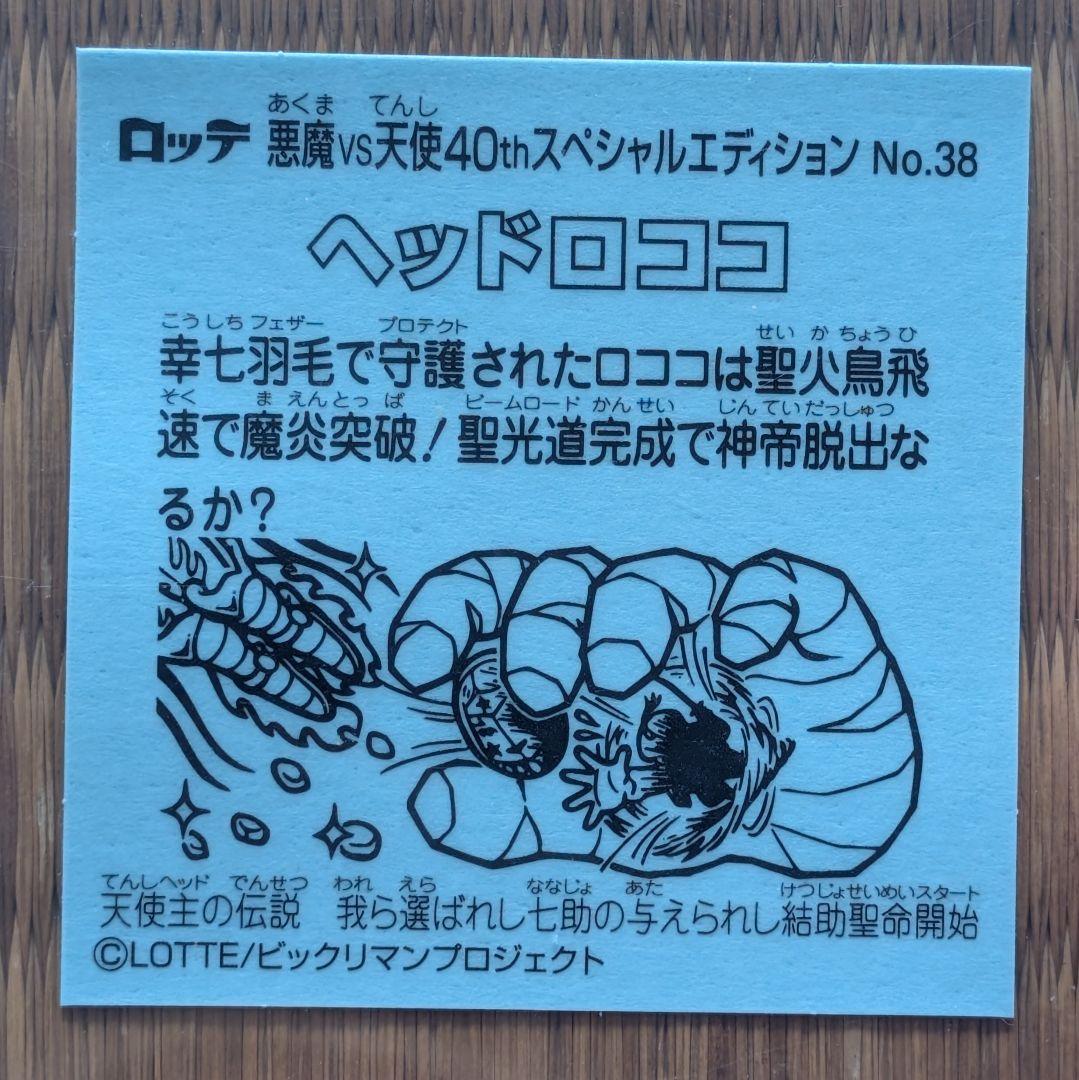 あくま てんし
ロッテ 悪魔VS天使40thスペシャルエディション No.38
ヘッドロココ
こうしちフェザー プロテクト せいかちょうひ
幸七羽毛で守護されたロココは聖火鳥飛
そく まえんとっぱ ビームロードかんせい じんていだっしゅつ
速で魔炎突破!聖光道完成で神帝脱出な
るか?
てんしヘッド でんせつ われ えら ななじょ あた けつじょせいめいスタート
天使主の伝説 我ら選ばれし七助の与えられし結助聖命開始
©LOTTE/ビックリマンプロジェクト